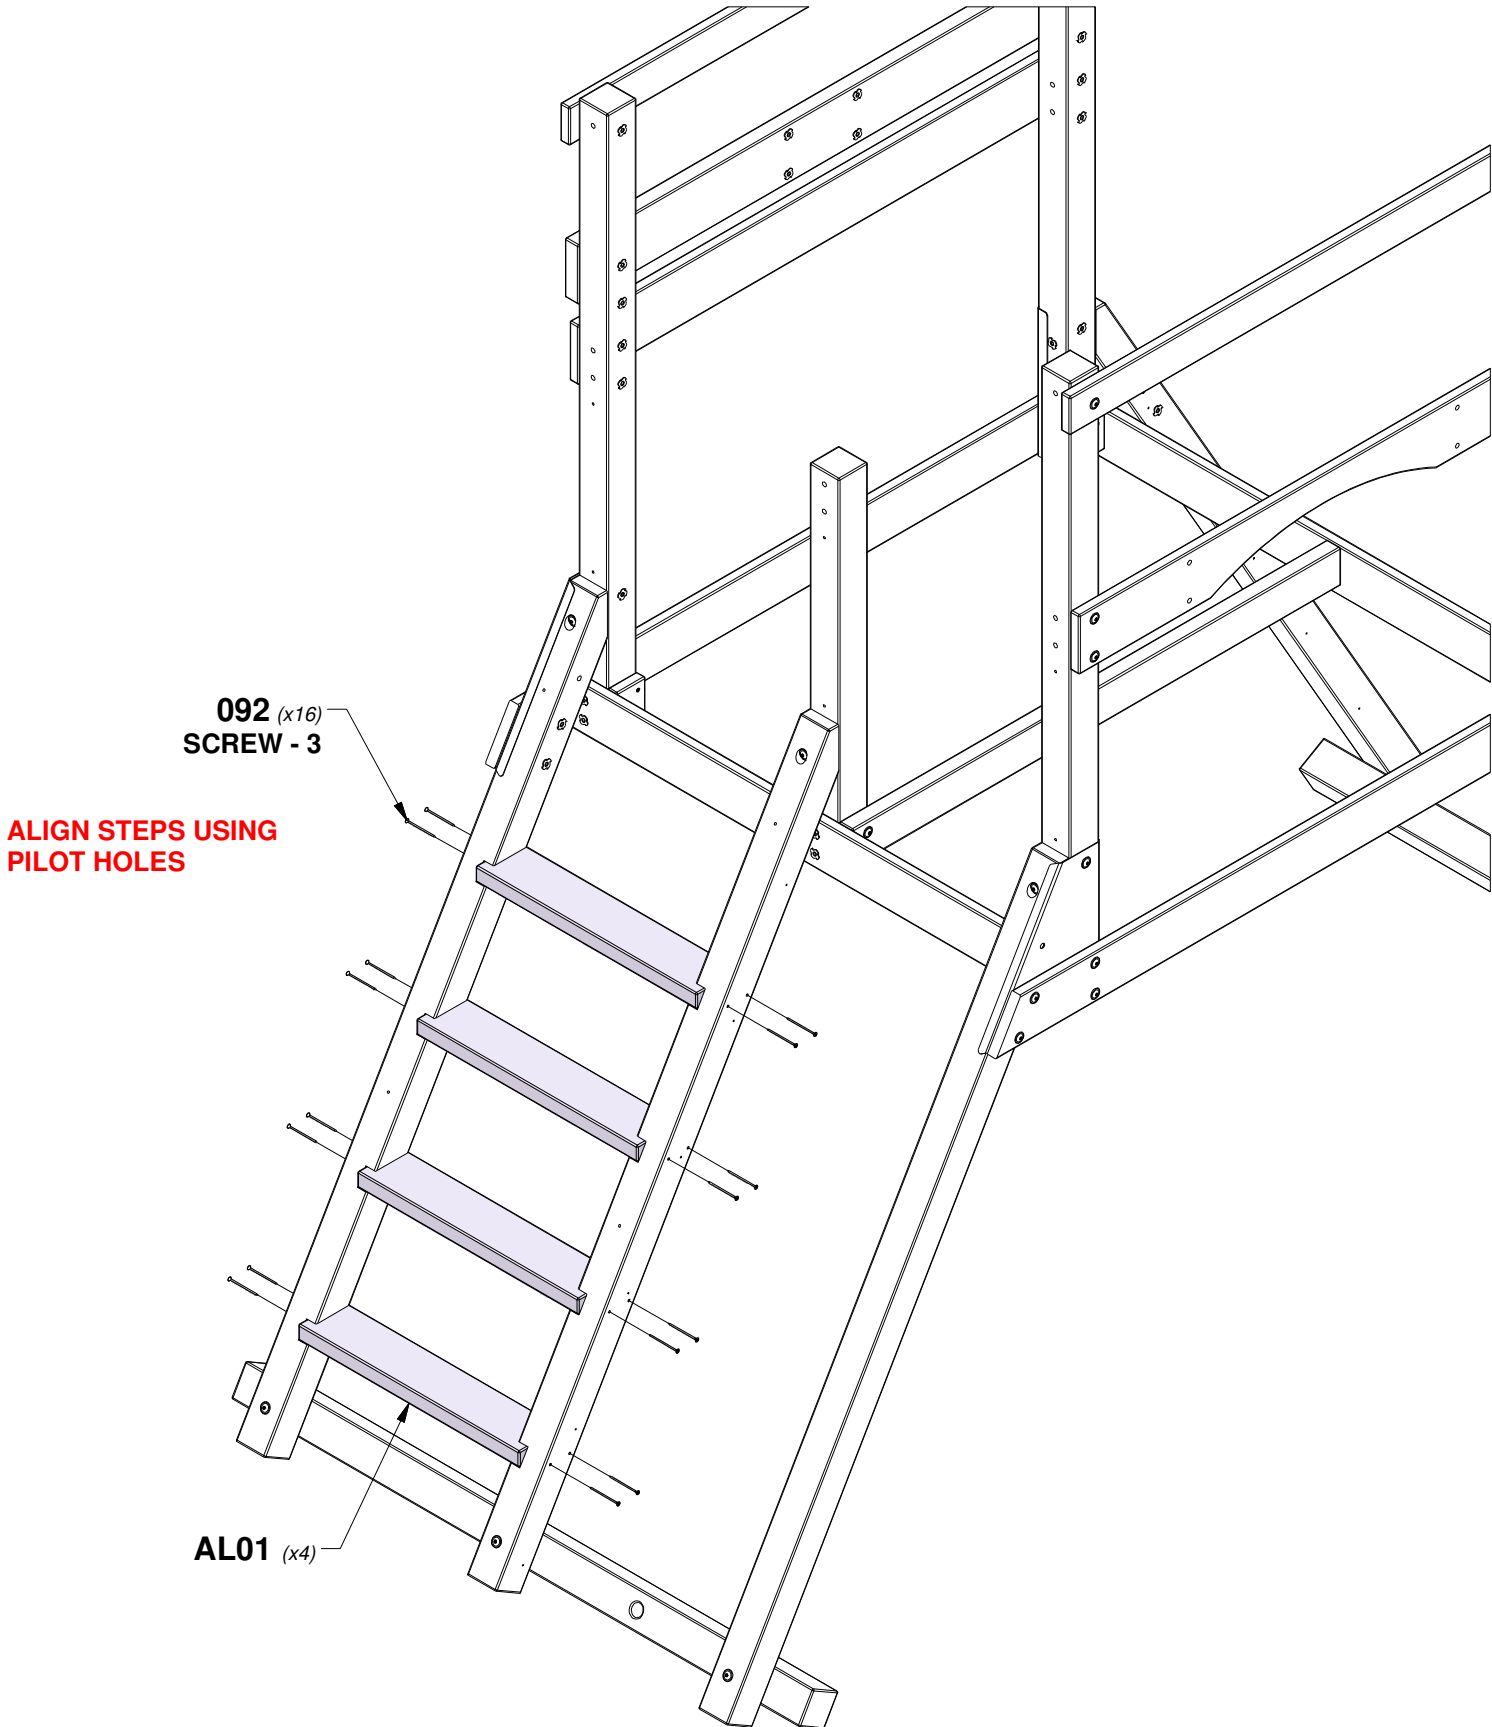 092 (x16)
SCREW - 3
ALIGN STEPS USING
PILOT HOLES
AL01 (x4)